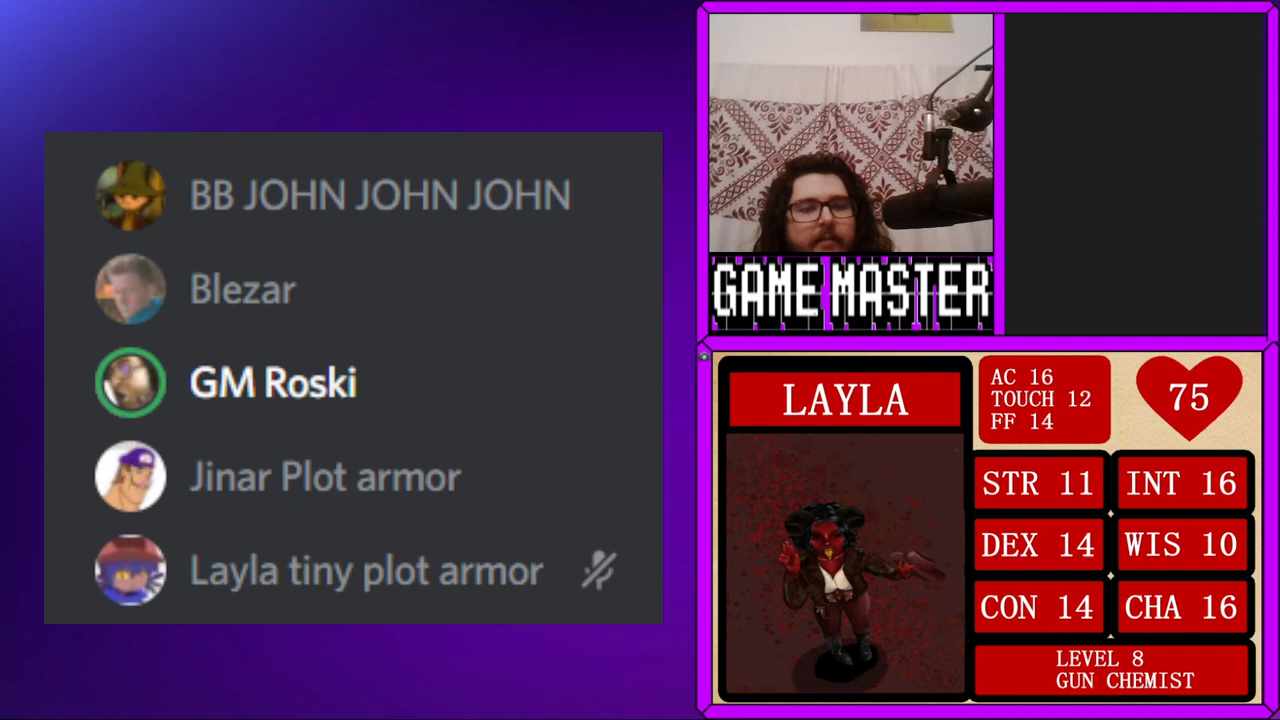 BB JOHN JOHN JOHN
Blezar
GM Roski
Jinar Plot armor
Layla tiny plot armor
GAME MASTER
LAYLA
AC 16
TOUCH 12
FF 14
75
STR 11
INT 16
DEX 14
WIS 10
CON 14
CHA 16
LEVEL 8
GUN CHEMIST